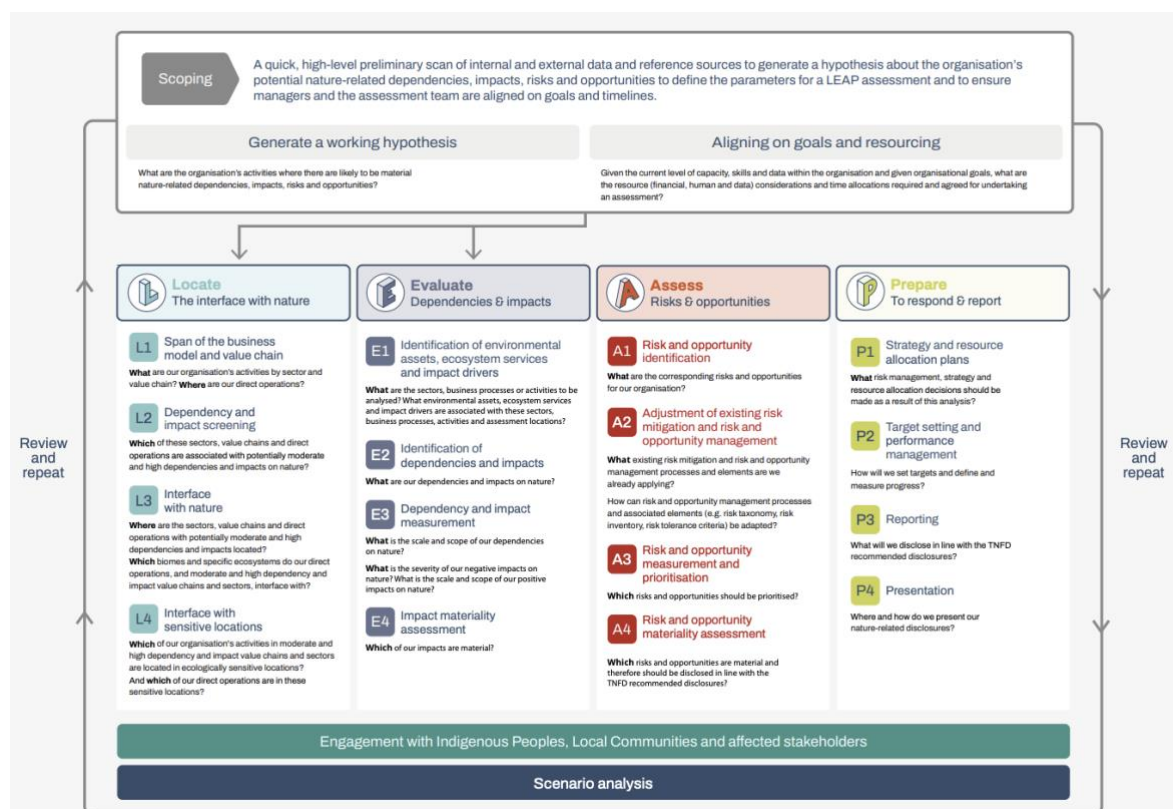 Scoping
A quick, high-level preliminary scan of internal and external data and reference sources to generate a hypothesis about the organisation's
potential nature-related dependencies, impacts, risks and opportunities to define the parameters for a LEAP assessment and to ensure
managers and the assessment team are aligned on goals and timelines.
Generate a working hypothesis
What are the organisation's activities where there are likely to be material
nature-related dependencies, impacts, risks and opportunities?
Aligning on goals and resourcing
Given the current level of capacity, skills and data within the organisation and given organisational goals, what are
the resource (financial, human and data) considerations and time allocations required and agreed for undertaking
an assessment?
Review
and
repeat
L
Locate
The interface with nature
L1
Span of the business
model and value chain
What are our organisation's activities by sector and
value chain? Where are our direct operations?
L2
Dependency and
impact screening
Which of these sectors, value chains and direct
operations are associated with potentially moderate
and high dependencies and impacts on nature?
L3
Interface
with nature
Where are the sectors, value chains and direct
operations with potentially moderate and high
dependencies and impacts located?
Which biomes and specific ecosystems do our direct
operations, and moderate and high dependency and
impact value chains and sectors, interface with?
L4
Interface with
sensitive locations
Which of our organisation's activities in moderate and
high dependency and impact value chains and sectors
are located in ecologically sensitive locations?
And which of our direct operations are in these
sensitive locations?
E
Evaluate
Dependencies & impacts
E1
Identification of environmental
assets, ecosystem services
and impact drivers
What are the sectors, business processes or activities to be
analysed? What environmental assets, ecosystem services
and impact drivers are associated with these sectors,
business processes, activities and assessment locations?
E2
Identification of
dependencies and impacts
What are our dependencies and impacts on nature?
E3
Dependency and impact
measurement
What is the scale and scope of our dependencies
on nature?
What is the severity of our negative impacts on
nature? What is the scale and scope of our positive
impacts on nature?
E4
Impact materiality
assessment
Which of our impacts are material?
A
Assess
Risks & opportunities
A1
Risk and opportunity
identification
What are the corresponding risks and opportunities
for our organisation?
A2
Adjustment of existing risk
mitigation and risk and
opportunity management
What existing risk mitigation and risk and opportunity
management processes and elements are we
already applying?
How can risk and opportunity management processes
and associated elements (e.g. risk taxonomy, risk
inventory, risk tolerance criteria) be adapted?
A3
Risk and opportunity
measurement and
prioritisation
Which risks and opportunities should be prioritised?
A4
Risk and opportunity
materiality assessment
Which risks and opportunities are material and
therefore should be disclosed in line with the
TNFD recommended disclosures?
P
Prepare
To respond & report
P1
Strategy and resource
allocation plans
What risk management, strategy and
resource allocation decisions should be
made as a result of this analysis?
P2
Target setting and
performance
management
How will we set targets and define and
measure progress?
P3
Reporting
What will we disclose in line with the TNFD
recommended disclosures?
P4
Presentation
Where and how do we present our
nature-related disclosures?
Review
and
repeat
Engagement with Indigenous Peoples, Local Communities and affected stakeholders
Scenario analysis